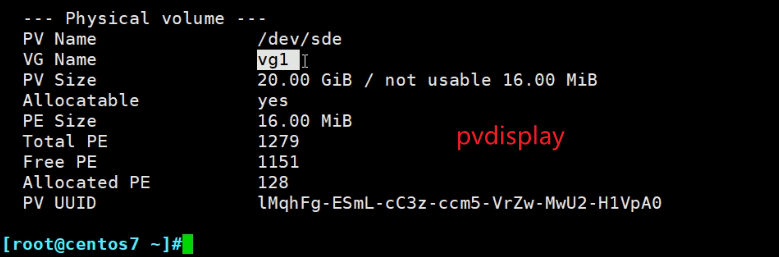 --- Physical volume ---
PV Name /dev/sde
VG Name vg1
PV Size 20.00 GiB / not usable 16.00 MiB
Allocatable yes
PE Size 16.00 MiB
Total PE 1279
Free PE 1151
Allocated PE 128
PV UUID lMqhFg-ESmL-cC3z-ccm5-VrZw-MwU2-H1VpA0
pvdisplay
[root@centos7 ~]#